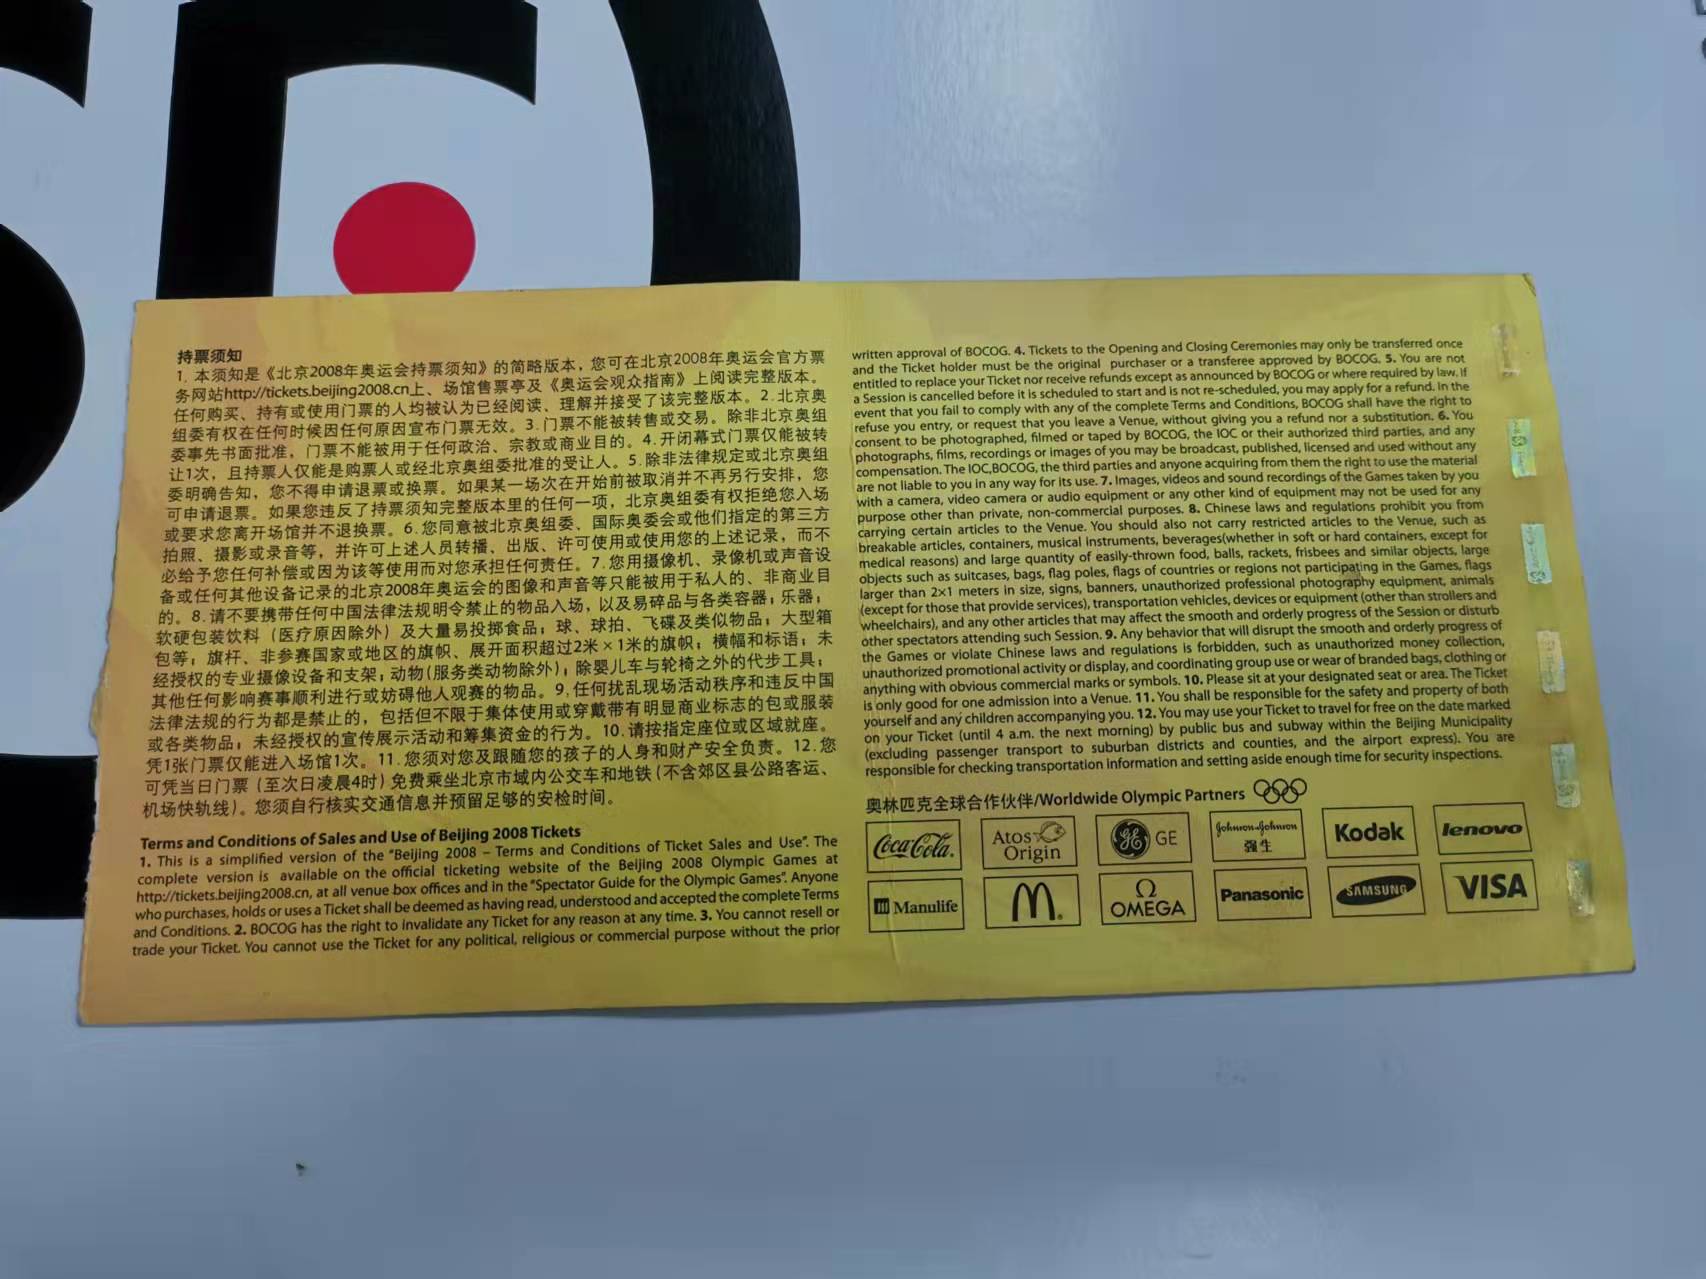 持票须知
1. 本须知是《北京2008年奥运会持票须知》的简略版本，您可在北京2008年奥运会官方票
务网站http://tickets.beijing2008.cn上、场馆售票亭及《奥运会观众指南》上阅读完整版本。
任何购买、持有或使用门票的人均被认为已经阅读、理解并接受了该完整版本。2.北京奥
组委有权在任何时候因任何原因宣布门票无效。3.门票不能被转售或交易。除非北京奥组
委事先书面批准，门票不能被用于任何政治、宗教或商业目的。4.开闭幕式门票仅能被转
让1次，且持票人仅能是购票人或经北京奥组委批准的受让人。5.除非法律规定或北京奥组
委明确告知，您不得申请退票或换票。如果某一场次在开始前被取消并不再另行安排，您
可申请退票。如果您违反了持票须知完整版本里的任何一项，北京奥组委有权拒绝您入场
或要求您离开场馆并不退换票。6.您同意被北京奥组委、国际奥委会或他们指定的第三方
拍照、摄影或录音等，并许可上述人员转播、出版、许可使用或使用您的上述记录，而不
必给予您任何补偿或因为该等使用而对您承担任何责任。7.您用摄像机、录像机或声音设
备或任何其他设备记录的北京2008年奥运会的图像和声音等只能被用于私人的、非商业目
的。8.请不要携带任何中国法律法规明令禁止的物品入场，以及易碎品与各类容器；乐器；
软硬包装饮料（医疗原因除外）及大量易投掷食品；球、球拍、飞碟及类似物品；大型箱
包等；旗杆、非参赛国家或地区的旗帜、展开面积超过2米×1米的旗帜；横幅和标语；未
经授权的专业摄像设备和支架；动物（服务类动物除外）；除婴儿车与轮椅之外的代步工具；
其他任何影响赛事顺利进行或妨碍他人观赛的物品。9.任何扰乱现场活动秩序和违反中国
法律法规的行为都是禁止的，包括但不限于集体使用或穿戴带有明显商业标志的包或服装
或各类物品；未经授权的宣传展示活动和筹集资金的行为。10.请按指定座位或区域就座。
凭1张门票仅能进入场馆1次。11.您须对您及跟随您的孩子的人身和财产安全负责。12.您
可凭当日门票（至次日凌晨4时）免费乘坐北京市域内公交车和地铁（不含郊区县公路客运、
机场快轨线）。您须自行核实交通信息并预留足够的安检时间。
Terms and Conditions of Sales and Use of Beijing 2008 Tickets
1. This is a simplified version of the "Beijing 2008 – Terms and Conditions of Ticket Sales and Use". The
complete version is available on the official ticketing website of the Beijing 2008 Olympic Games at
http://tickets.beijing2008.cn, at all venue box offices and in the "Spectator Guide for the Olympic Games". Anyone
who purchases, holds or uses a Ticket shall be deemed as having read, understood and accepted the complete Terms
and Conditions. 2. BOCOG has the right to invalidate any Ticket for any reason at any time. 3. You cannot resell or
trade your Ticket. You cannot use the Ticket for any political, religious or commercial purpose without the prior
written approval of BOCOG. 4. Tickets to the Opening and Closing Ceremonies may only be transferred once
and the Ticket holder must be the original purchaser or a transferee approved by BOCOG. 5. You are not
entitled to replace your Ticket nor receive refunds except as announced by BOCOG or where required by law. If
a Session is cancelled before it is scheduled to start and is not re-scheduled, you may apply for a refund. In the
event that you fail to comply with any of the complete Terms and Conditions, BOCOG shall have the right to
refuse you entry, or request that you leave a Venue, without giving you a refund nor a substitution. 6. You
consent to be photographed, filmed or taped by BOCOG, the IOC or their authorized third parties, and any
photographs, films, recordings or images of you may be broadcast, published, licensed and used without any
compensation. The IOC,BOCOG, the third parties and anyone acquiring from them the right to use the material
are not liable to you in any way for its use. 7. Images, videos and sound recordings of the Games taken by you
with a camera, video camera or audio equipment or any other kind of equipment may not be used for any
purpose other than private, non-commercial purposes. 8. Chinese laws and regulations prohibit you from
carrying certain articles to the Venue. You should also not carry restricted articles to the Venue, such as
breakable articles, containers, musical instruments, beverages(whether in soft or hard containers, except for
medical reasons) and large quantity of easily-thrown food, balls, rackets, frisbees and similar objects, large
objects such as suitcases, bags, flag poles, flags of countries or regions not participating in the Games, flags
larger than 2×1 meters in size, signs, banners, unauthorized professional photography equipment, animals
(except for those that provide services), transportation vehicles, devices or equipment (other than strollers and
wheelchairs), and any other articles that may affect the smooth and orderly progress of the Session or disturb
other spectators attending such Session. 9. Any behavior that will disrupt the smooth and orderly progress of
the Games or violate Chinese laws and regulations is forbidden, such as unauthorized money collection,
unauthorized promotional activity or display, and coordinating group use or wear of branded bags, clothing or
anything with obvious commercial marks or symbols. 10. Please sit at your designated seat or area. The Ticket
is only good for one admission into a Venue. 11. You shall be responsible for the safety and property of both
yourself and any children accompanying you. 12. You may use your Ticket to travel for free on the date marked
on your Ticket (until 4 a.m. the next morning) by public bus and subway within the Beijing Municipality
(excluding passenger transport to suburban districts and counties, and the airport express). You are
responsible for checking transportation information and setting aside enough time for security inspections.
奥林匹克全球合作伙伴/Worldwide Olympic Partners
Coca-Cola. Atos Origin GE Johnson & Johnson 强生 Kodak lenovo
Manulife M OMEGA Panasonic SAMSUNG VISA